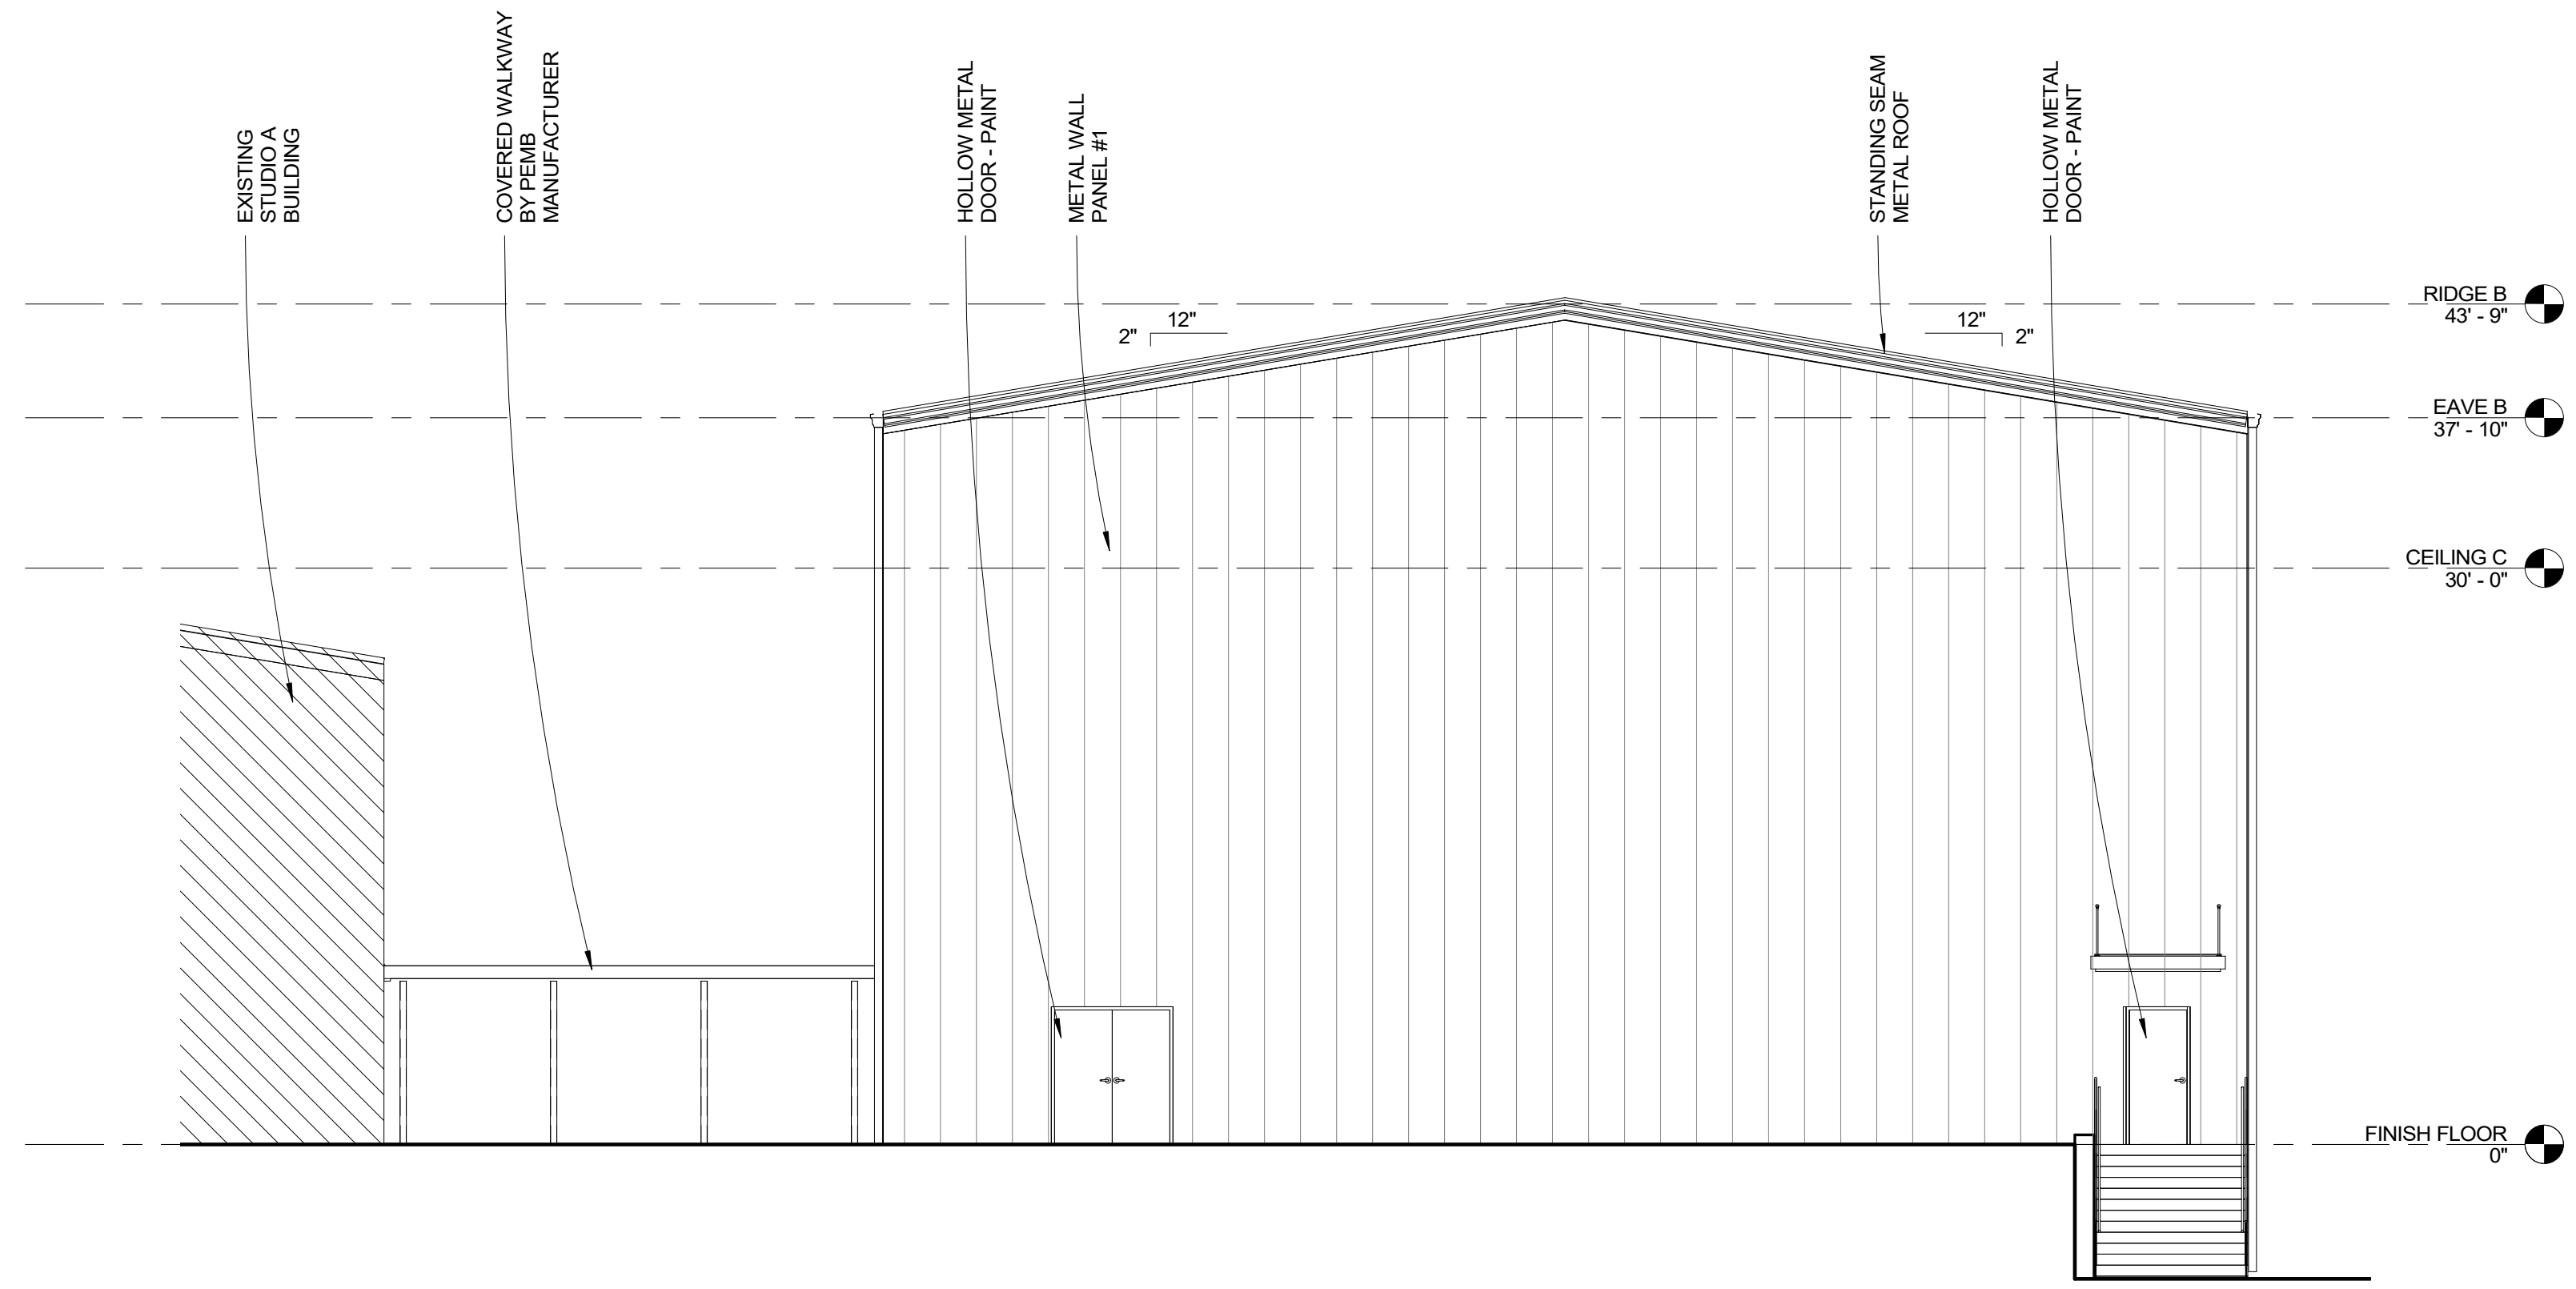 EXISTING
STUDIO A
BUILDING
COVERED WALKWAY
BY PEMB
MANUFACTURER
HOLLOW METAL
DOOR - PAINT
METAL WALL
PANEL #1
STANDING SEAM
METAL ROOF
HOLLOW METAL
DOOR - PAINT
RIDGE B
43' - 9"
12"
2"
12"
2"
EAVE B
37' - 10"
CEILING C
30' - 0"
FINISH FLOOR
0"